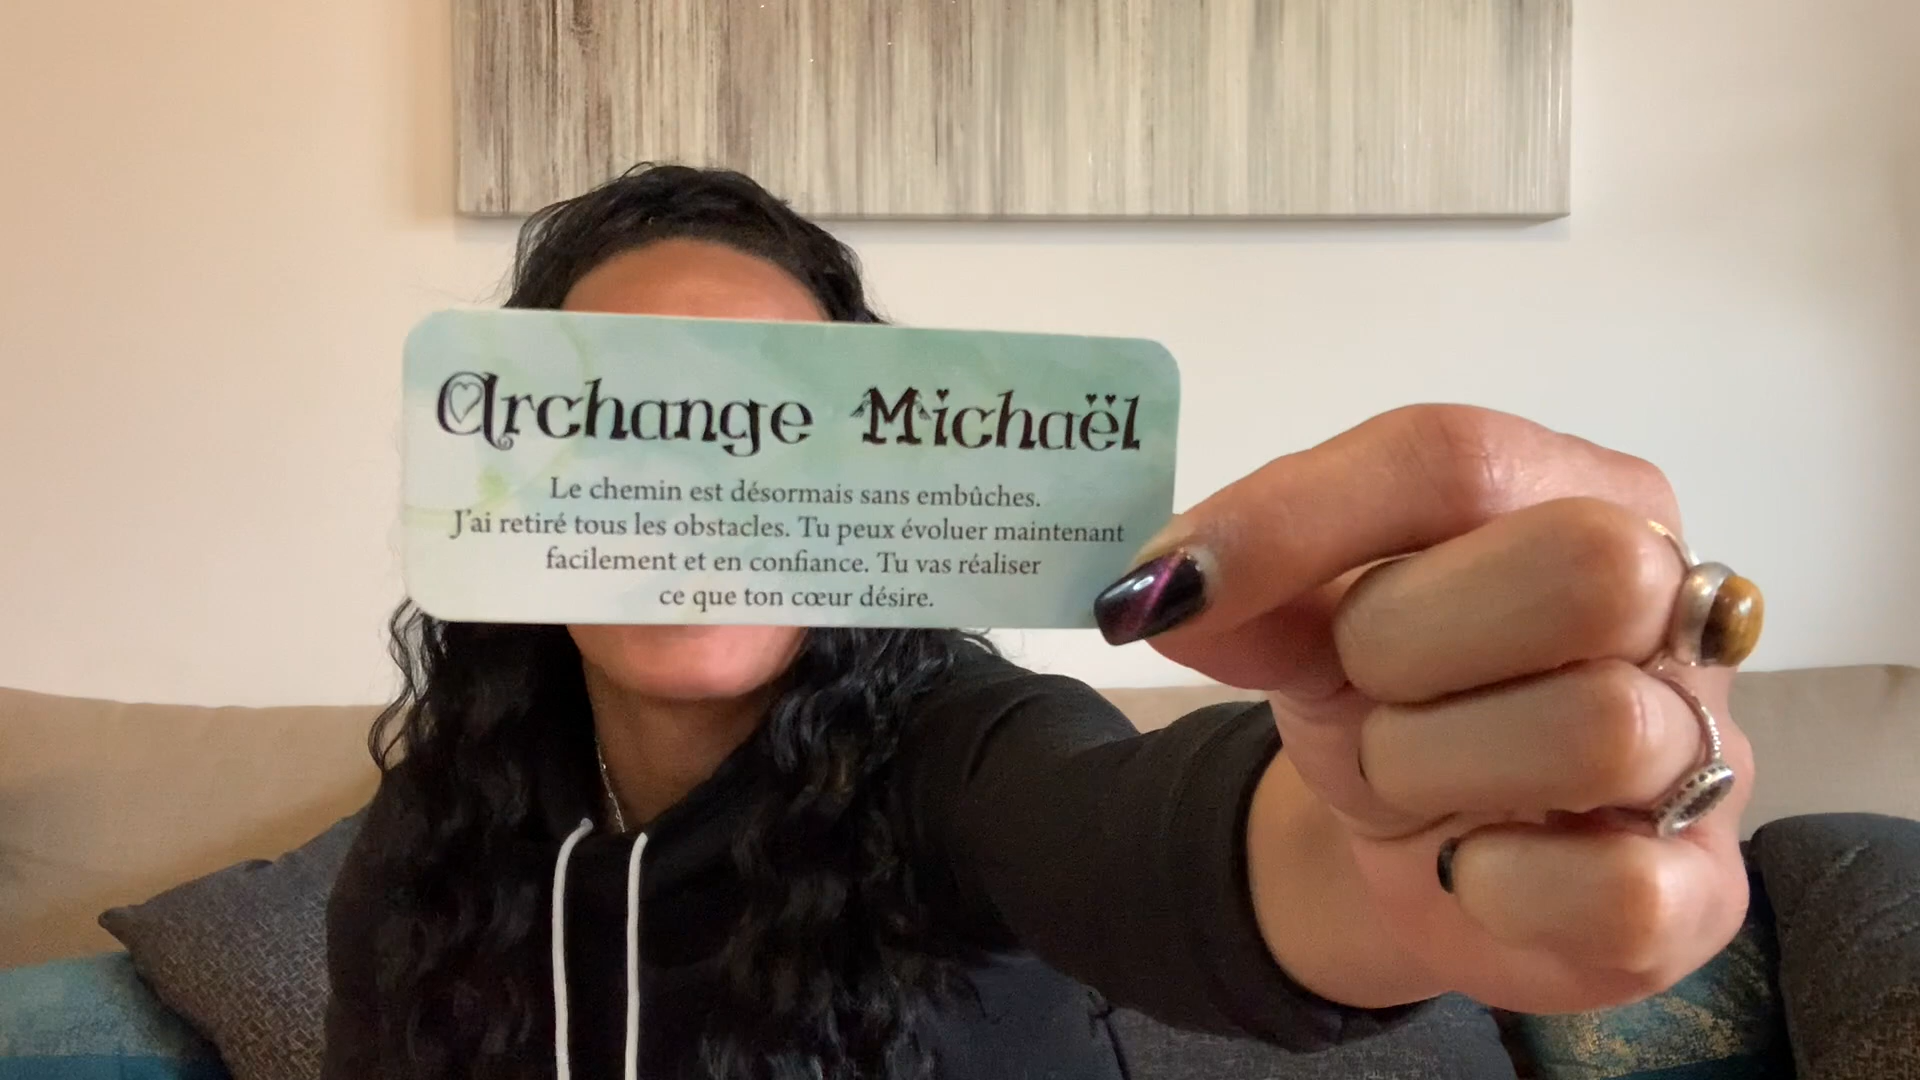 Archange Michaël
Le chemin est désormais sans embûches.
J'ai retiré tous les obstacles. Tu peux évoluer maintenant
facilement et en confiance. Tu vas réaliser
ce que ton cœur désire.